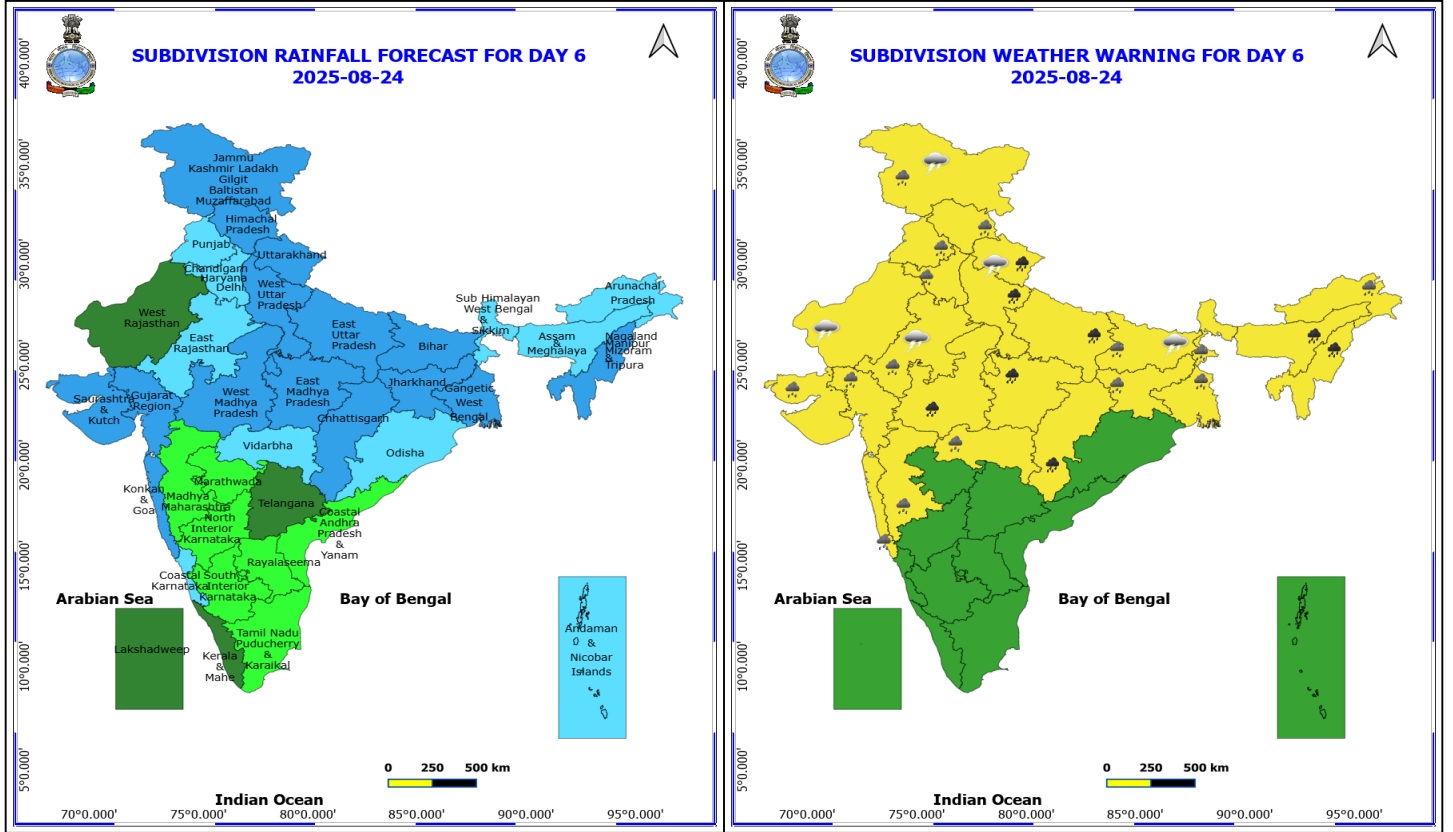 SUBDIVISION RAINFALL FORECAST FOR DAY 6
2025-08-24
40°0.000'
35°0.000'
30°0.000'
25°0.000'
20°0.000'
15°0.000'
10°0.000'
5°0.000'
Jammu
Kashmir Ladakh
Gilgit
Baltistan
Muzaffarabad
Himachal
Pradesh
Punjab
Uttarakhand
Chandigarh
Haryana
Delhi
West
Uttar
Pradesh
West
Rajasthan
East
Rajasthan
East
Uttar
Pradesh
Bihar
Sub Himalayan
West Bengal
&
Sikkim
Arunachal
Pradesh
Assam
&
Meghalaya
Nagaland
Manipur
Mizoram
&
Tripura
Saurashtra
&
Kutch
Gujarat
Region
West
Madhya
Pradesh
East
Madhya
Pradesh
Jharkhand
Gangetic
West
Bengal
Chhattisgarh
Vidarbha
Odisha
Konkan
&
Goa
Madhya
Maharashtra
Marathwada
Telangana
North
Interior
Karnataka
Coastal
Andhra
Pradesh
&
Yanam
Rayalaseema
Coastal
Karnataka
South
Interior
Karnataka
Arabian Sea
Bay of Bengal
Lakshadweep
Kerala
&
Mahe
Tamil Nadu
Puducherry
&
Karaikal
Andaman
&
Nicobar
Islands
0 250 500 km
Indian Ocean
70°0.000' 75°0.000' 80°0.000' 85°0.000' 90°0.000' 95°0.000'
SUBDIVISION WEATHER WARNING FOR DAY 6
2025-08-24
40°0.000'
35°0.000'
30°0.000'
25°0.000'
20°0.000'
15°0.000'
10°0.000'
5°0.000'
Arabian Sea
Bay of Bengal
0 250 500 km
Indian Ocean
70°0.000' 75°0.000' 80°0.000' 85°0.000' 90°0.000' 95°0.000'